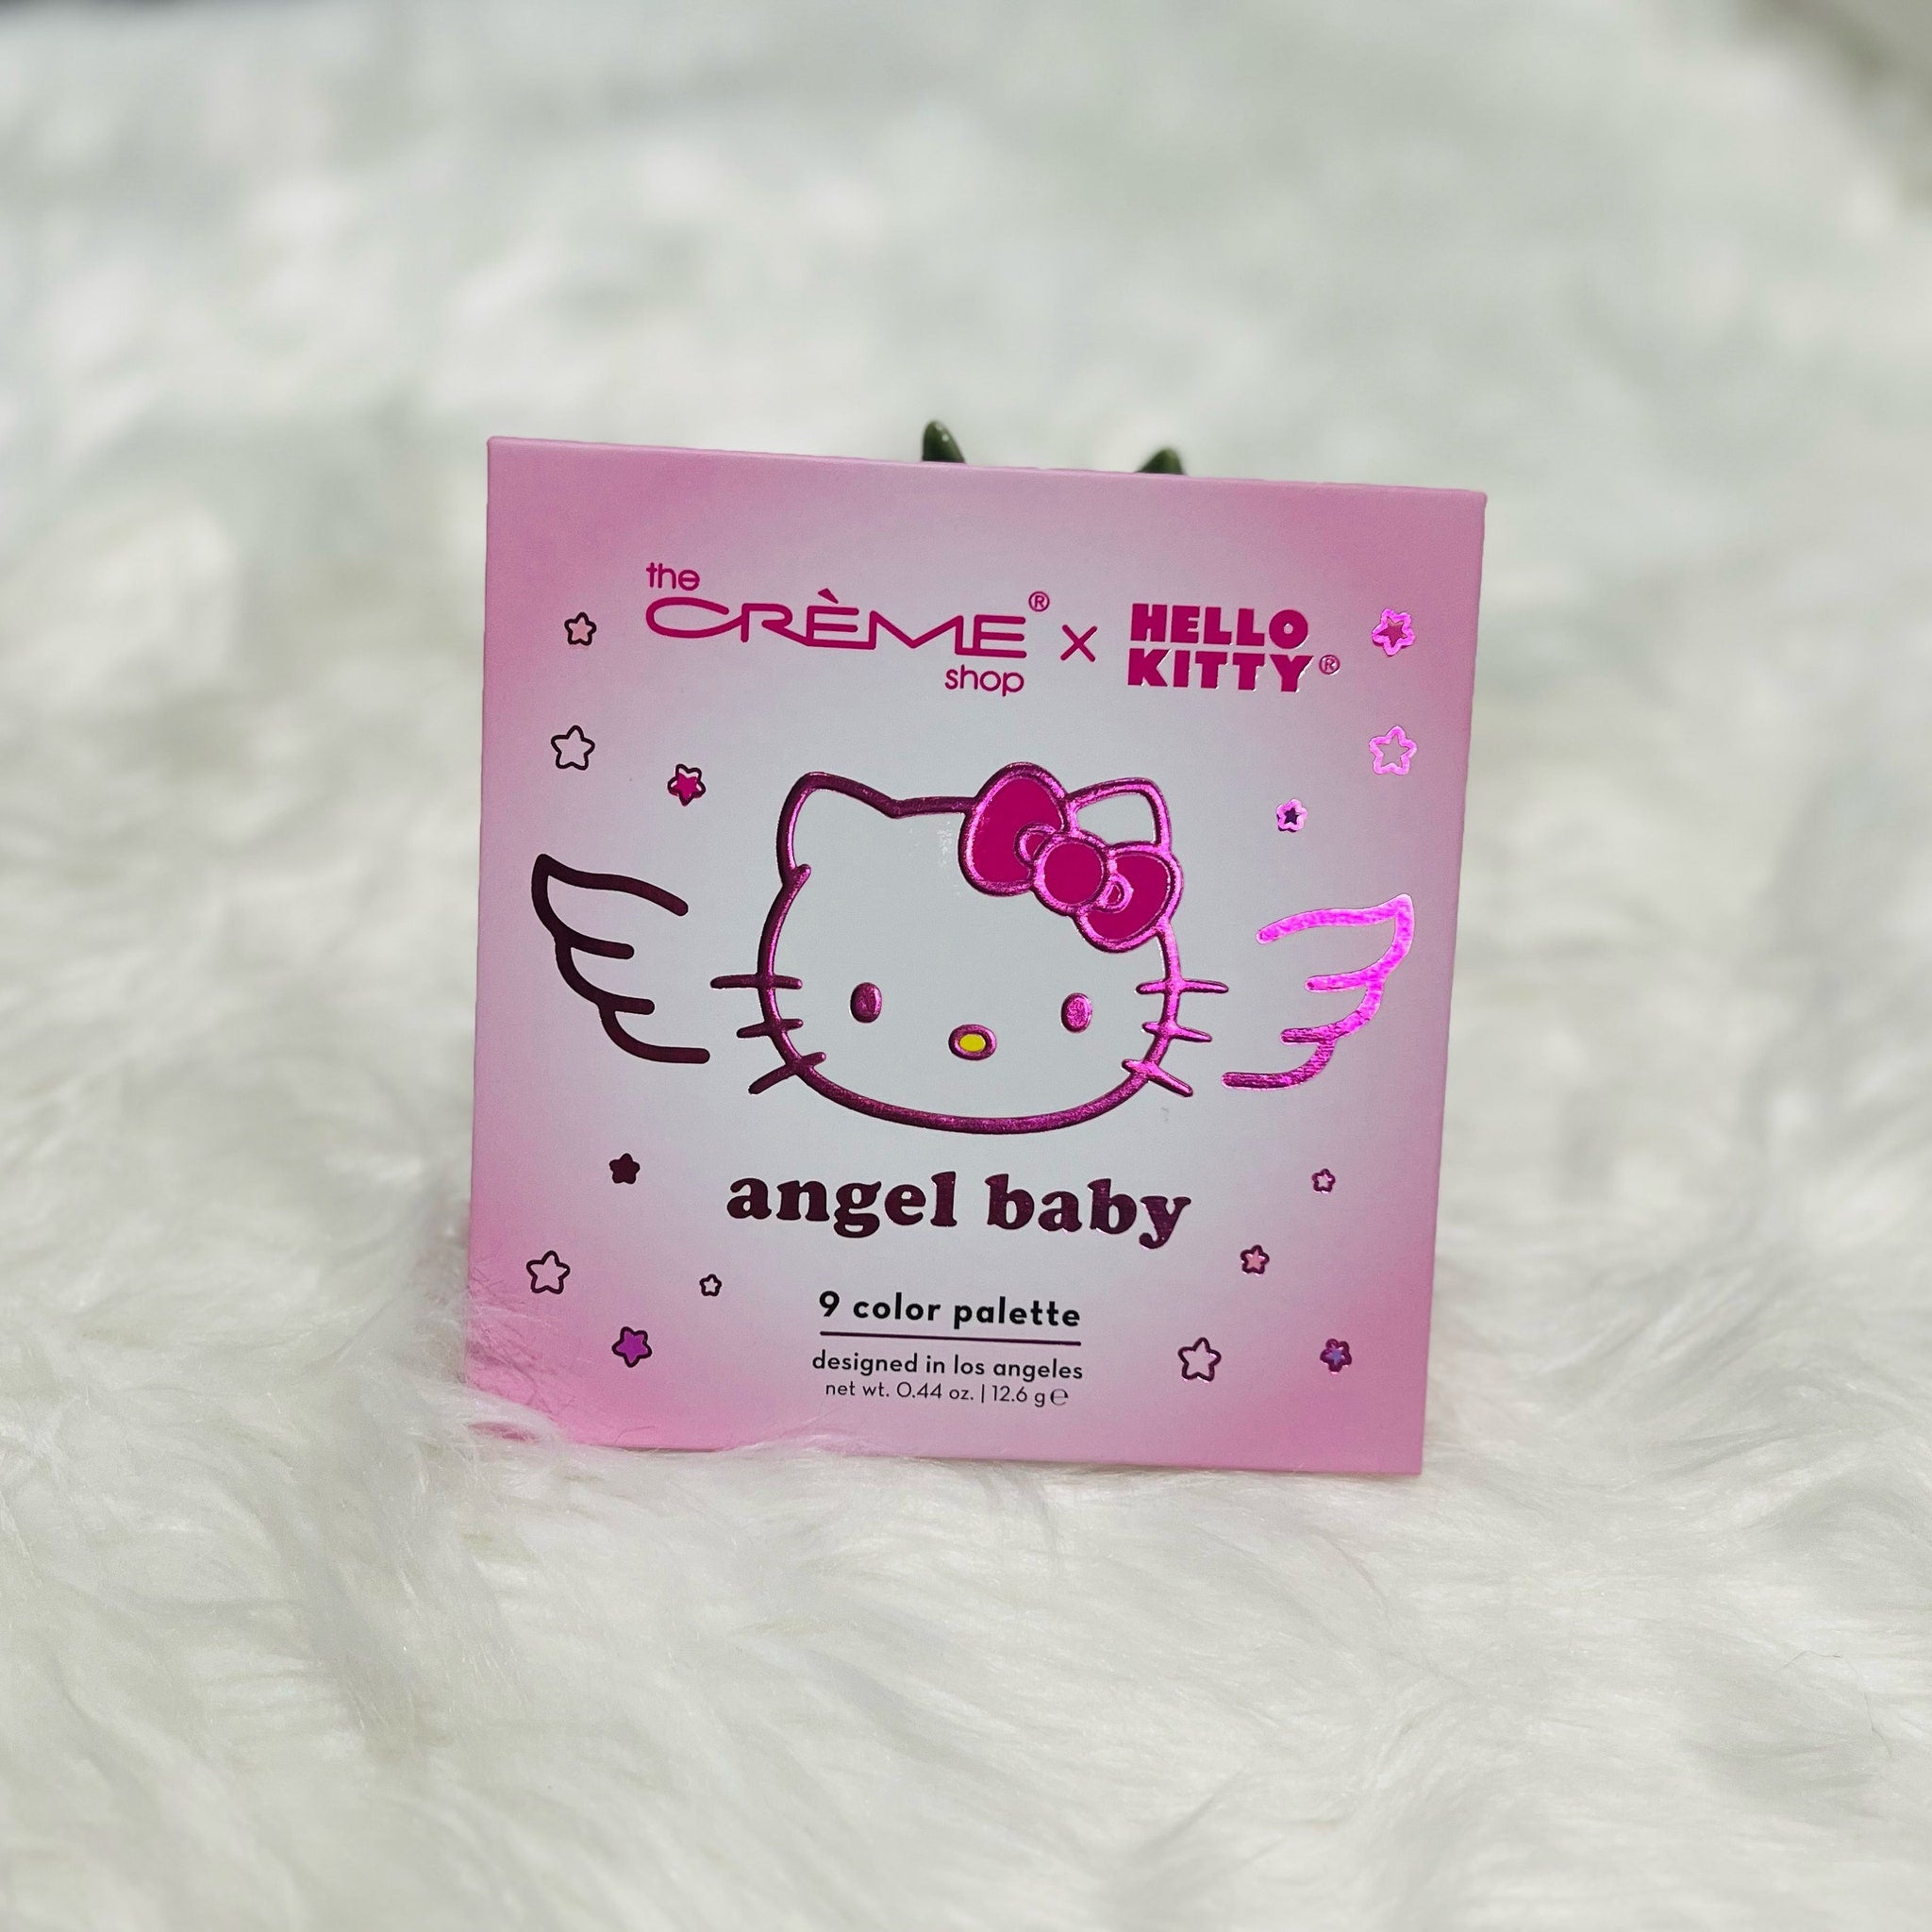 the
CRÈME® x HELLO
shop KITTY®
angel baby
9 color palette
designed in los angeles
net wt. 0.44 oz. | 12.6 g ℮